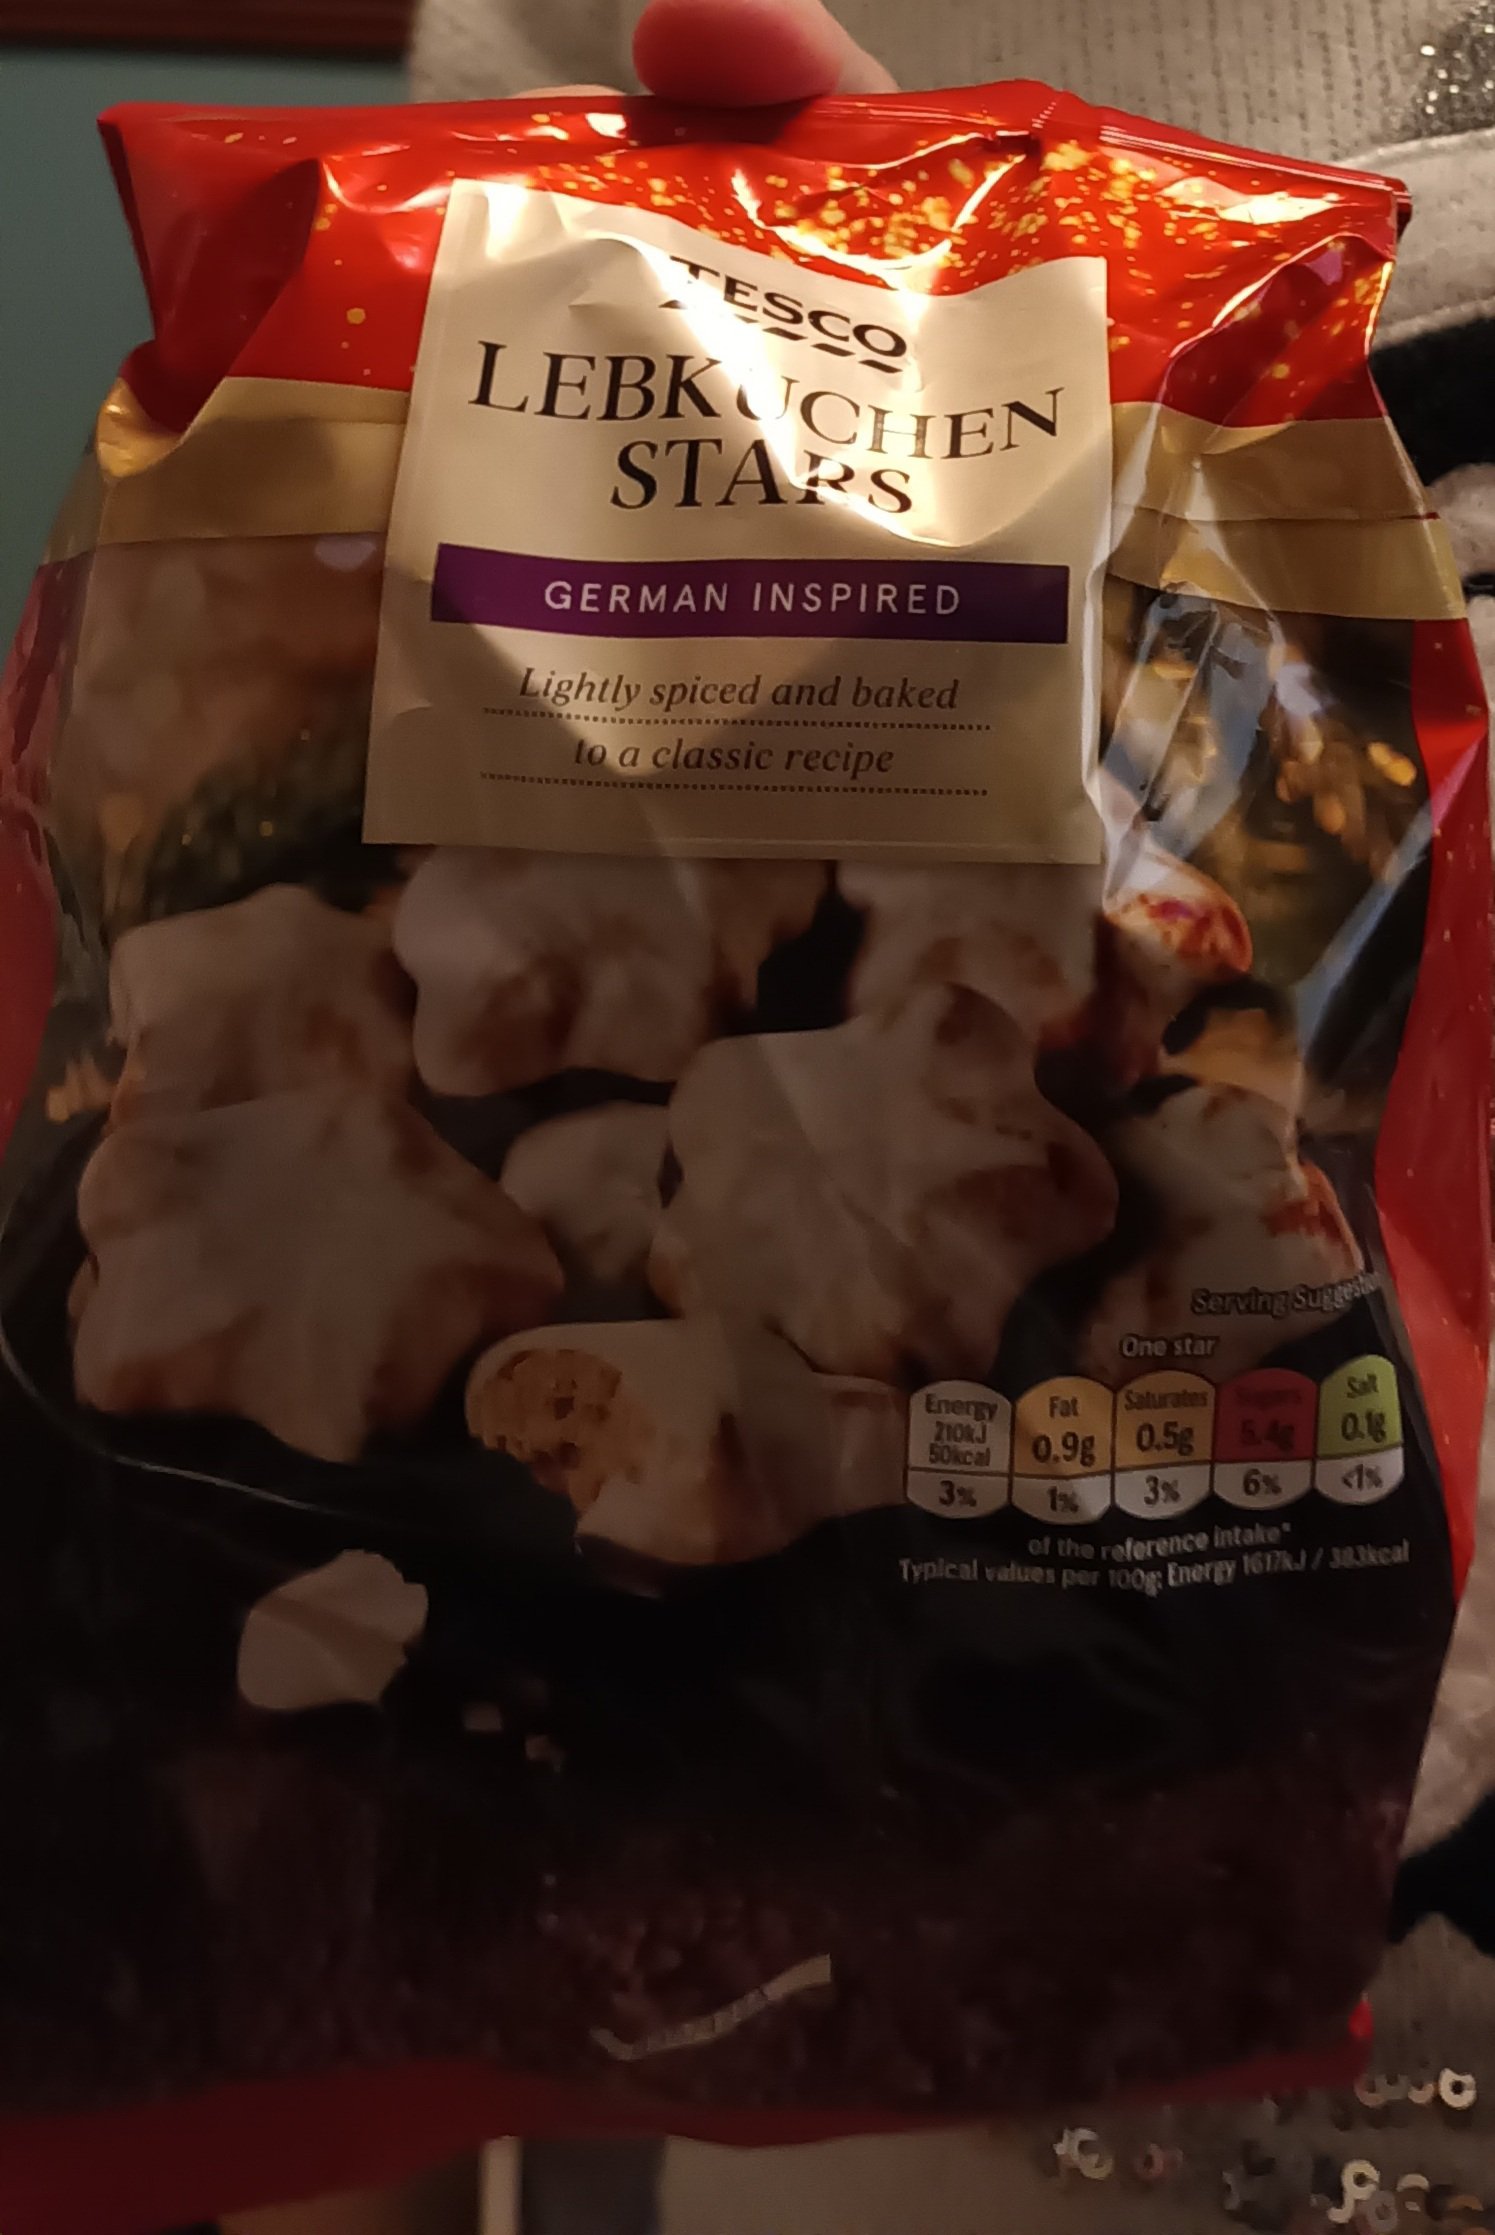 TESCO
LEBKUCHEN
STARS
GERMAN INSPIRED
Lightly spiced and baked
to a classic recipe
Serving Suggestion
One star
Energy Fat Saturates Sugars Salt
210kJ
50kcal 0.9g 0.5g 5.4g 0.1g
3% 1% 3% 6% <1%
of the reference intake*
Typical values per 100g: Energy 1617kJ / 383kcal